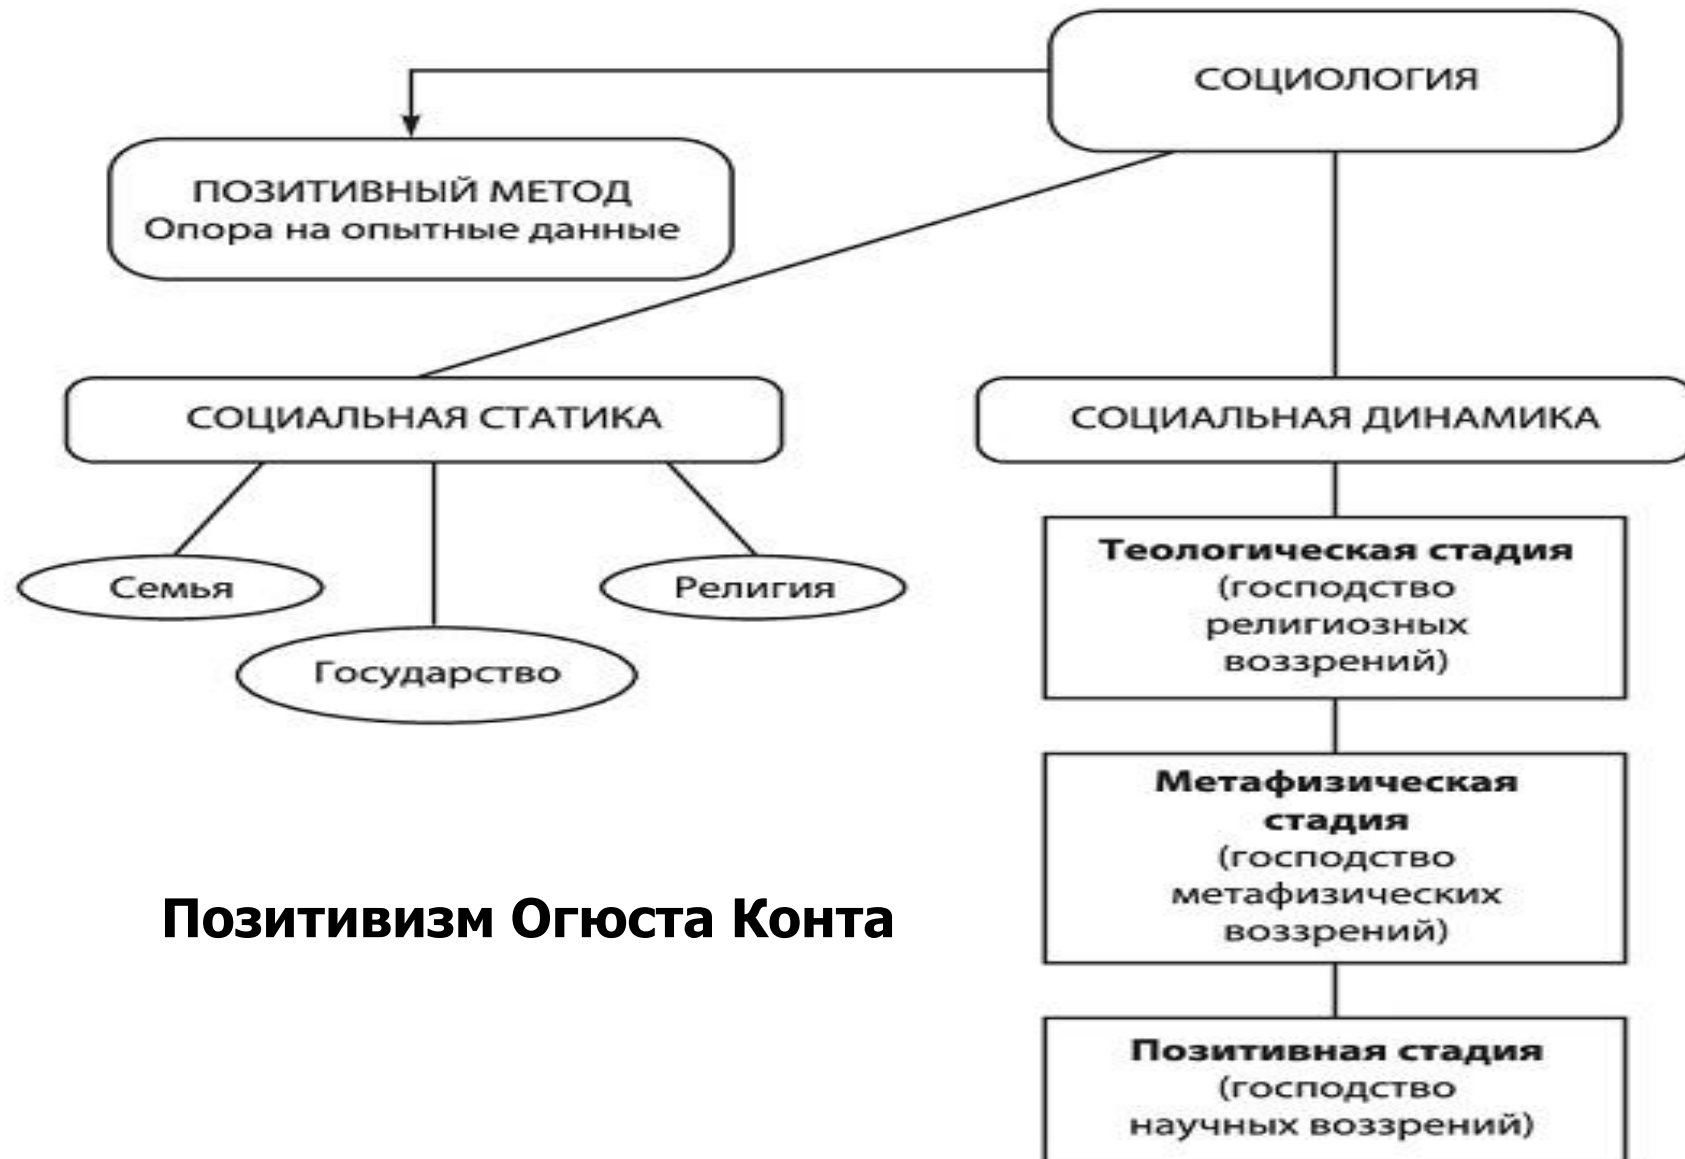 СОЦИОЛОГИЯ
ПОЗИТИВНЫЙ МЕТОД
Опора на опытные данные
СОЦИАЛЬНАЯ СТАТИКА
СОЦИАЛЬНАЯ ДИНАМИКА
Семья
Религия
Государство
Теологическая стадия
(господство
религиозных
воззрений)
Метафизическая
стадия
(господство
метафизических
воззрений)
Позитивизм Огюста Конта
Позитивная стадия
(господство
научных воззрений)